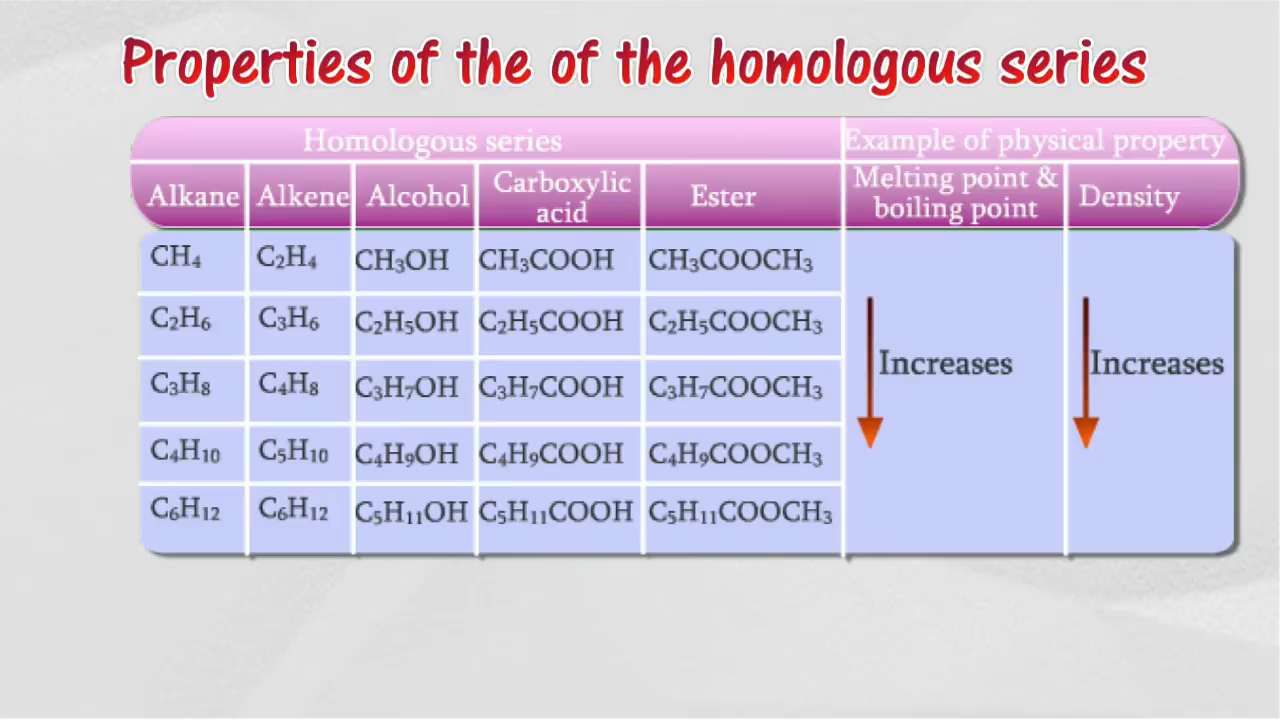 Properties of the of the homologous series
Homologous series Example of physical property
Alkane Alkene Alcohol Carboxylic acid Ester Melting point & boiling point Density
CH₄ C₂H₄ CH₃OH CH₃COOH CH₃COOCH₃
C₂H₆ C₃H₆ C₂H₅OH C₂H₅COOH C₂H₅COOCH₃
Increases Increases
C₃H₈ C₄H₈ C₃H₇OH C₃H₇COOH C₃H₇COOCH₃
C₄H₁₀ C₅H₁₀ C₄H₉OH C₄H₉COOH C₄H₉COOCH₃
C₆H₁₂ C₆H₁₂ C₅H₁₁OH C₅H₁₁COOH C₅H₁₁COOCH₃